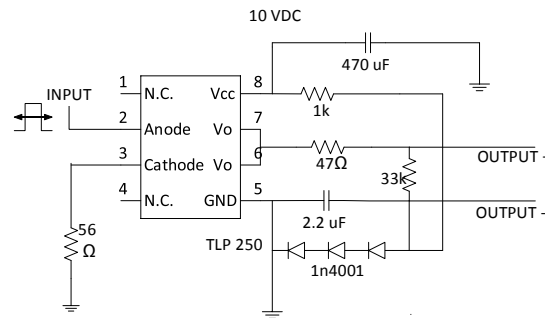 10 VDC
470 uF
1 N.C. Vcc 8
1k
INPUT
2 Anode Vo 7
3 Cathode Vo 6
47Ω
OUTPUT -
33k
4 N.C. GND 5
OUTPUT -
2.2 uF
56
Ω
TLP 250
1n4001